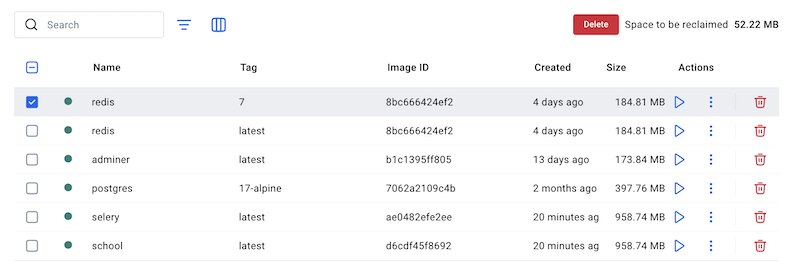 Search Delete Space to be reclaimed 52.22 MB
Name Tag Image ID Created Size Actions
redis 7 8bc666424ef2 4 days ago 184.81 MB
redis latest 8bc666424ef2 4 days ago 184.81 MB
adminer latest b1c1395ff805 13 days ago 173.84 MB
postgres 17-alpine 7062a2109c4b 2 months ago 397.76 MB
selery latest ae0482efe2ee 20 minutes ag 958.74 MB
school latest d6cdf45f8692 20 minutes ag 958.74 MB